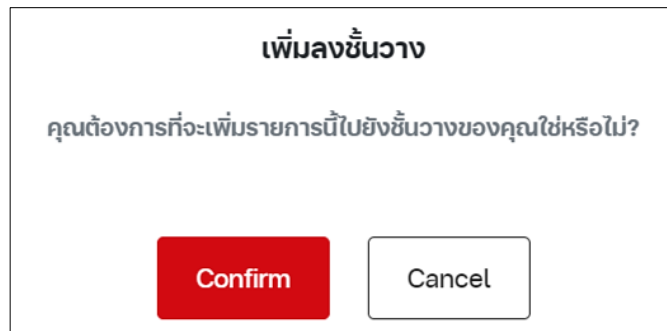 เพิ่มลงชั้นวาง
คุณต้องการที่จะเพิ่มรายการนี้ไปยังชั้นวางของคุณใช่หรือไม่?
Confirm Cancel